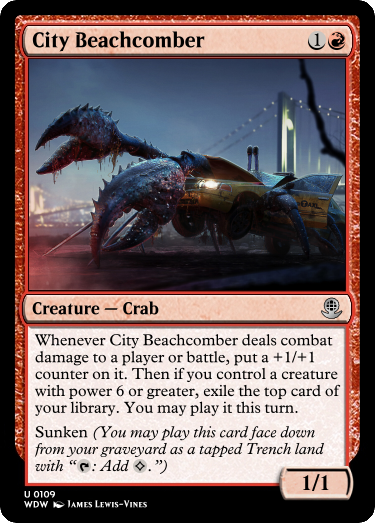 City Beachcomber 1
Creature — Crab
Whenever City Beachcomber deals combat
damage to a player or battle, put a +1/+1
counter on it. Then if you control a creature
with power 6 or greater, exile the top card of
your library. You may play it this turn.
Sunken (You may play this card face down
from your graveyard as a tapped Trench land
with “: Add .”)
1/1
U 0109
WDW James Lewis-Vines